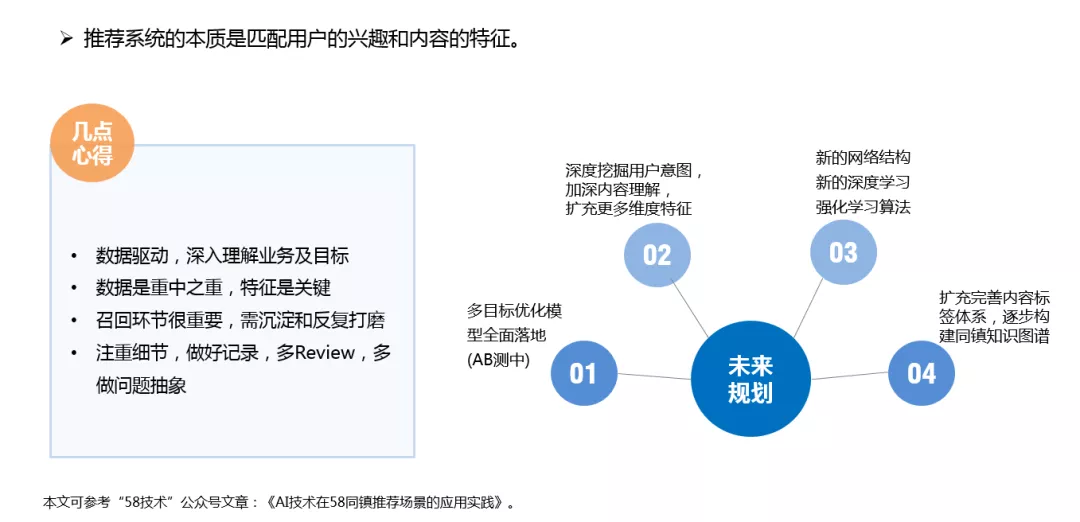 ➢ 推荐系统的本质是匹配用户的兴趣和内容的特征。
几点
心得
• 数据驱动，深入理解业务及目标
• 数据是重中之重，特征是关键
• 召回环节很重要，需沉淀和反复打磨
• 注重细节，做好记录，多Review，多
做问题抽象
多目标优化模
型全面落地
(AB测中)
01
深度挖掘用户意图，
加深内容理解，
扩充更多维度特征
02
新的网络结构
新的深度学习
强化学习算法
03
扩充完善内容标
签体系，逐步构
建同镇知识图谱
04
未来
规划
本文可参考“58技术”公众号文章：《AI技术在58同镇推荐场景的应用实践》。